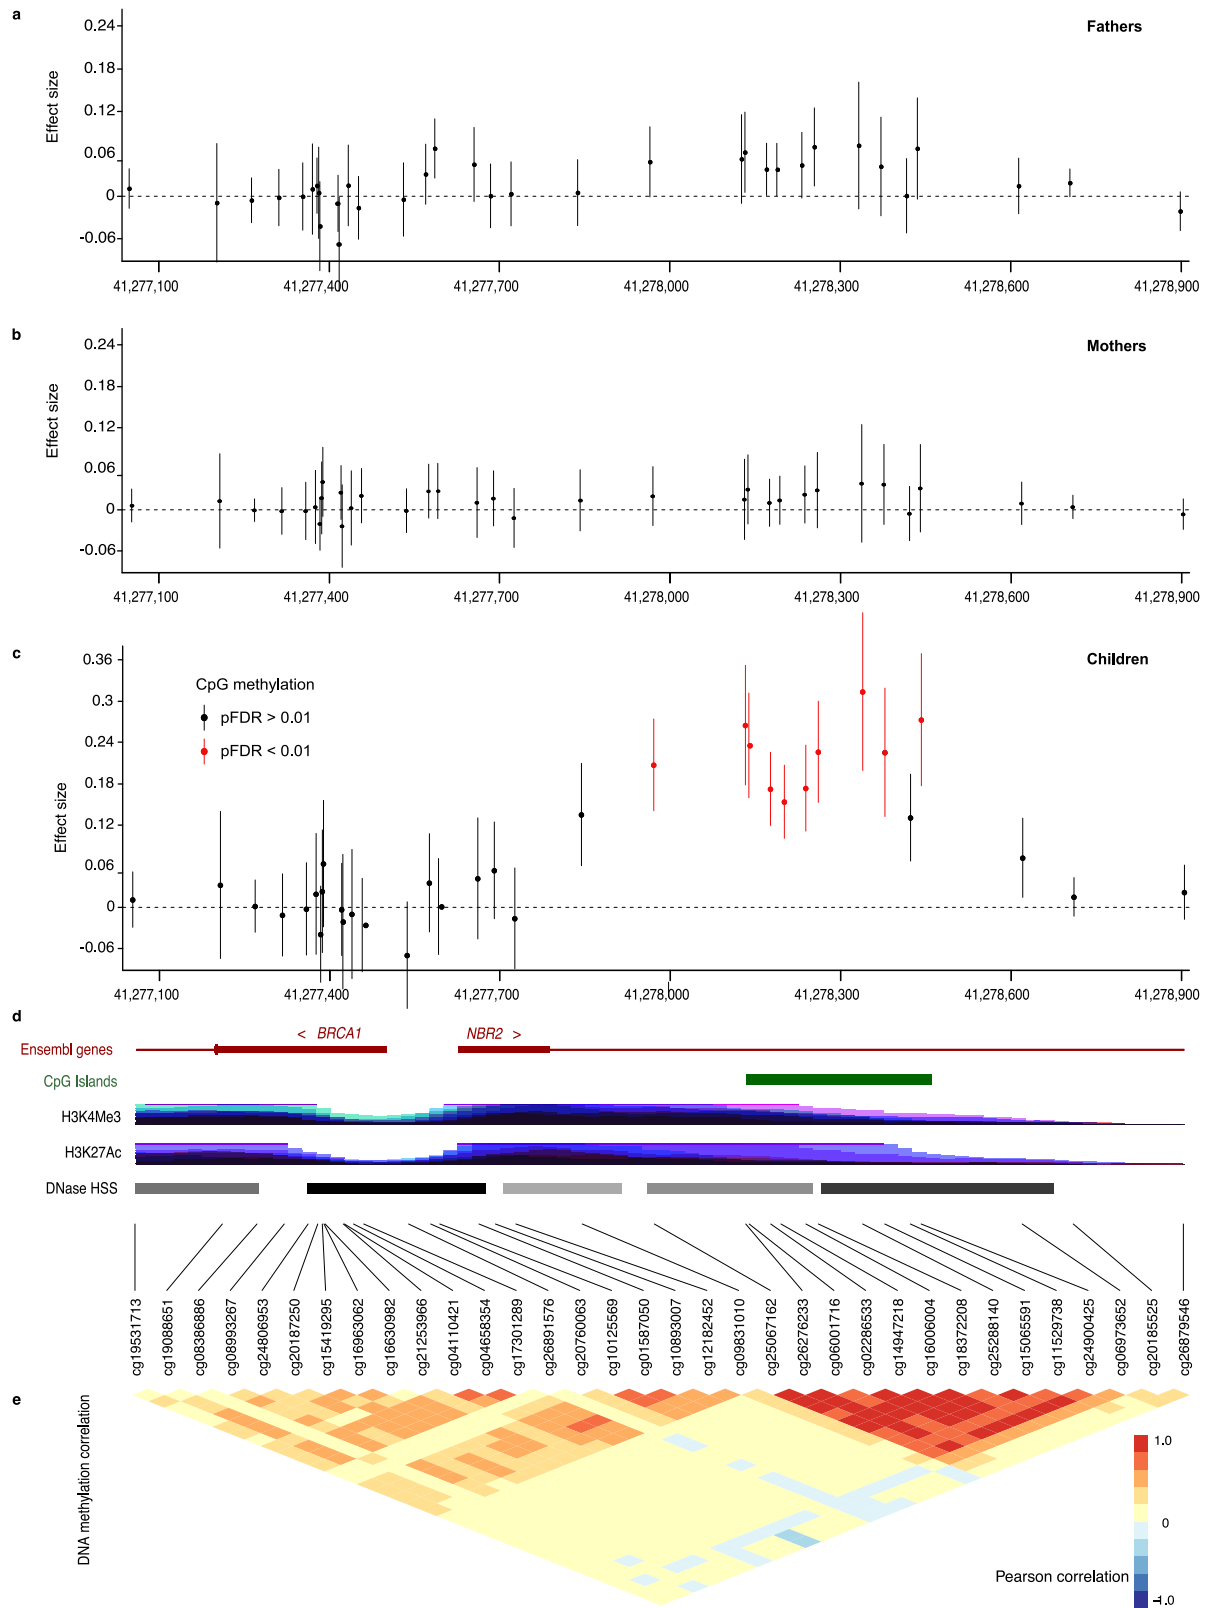 a
Fathers
Effect size
0.24
0.18
0.12
0.06
0
-0.06
41,277,100 41,277,400 41,277,700 41,278,000 41,278,300 41,278,600 41,278,900
b
Mothers
Effect size
0.24
0.18
0.12
0.06
0
-0.06
41,277,100 41,277,400 41,277,700 41,278,000 41,278,300 41,278,600 41,278,900
c
Children
Effect size
0.36
0.3
0.24
0.18
0.12
0.06
0
-0.06
CpG methylation
pFDR > 0.01
pFDR < 0.01
41,277,100 41,277,400 41,277,700 41,278,000 41,278,300 41,278,600 41,278,900
d
< BRCA1 NBR2 >
Ensembl genes
CpG Islands
H3K4Me3
H3K27Ac
DNase HSS
cg19531713
cg19088651
cg08386886
cg08993267
cg24806953
cg20187250
cg15419295
cg16963062
cg16630982
cg21253966
cg04110421
cg04658354
cg17301289
cg26891576
cg20760063
cg10125569
cg01587050
cg10893007
cg12182452
cg09831010
cg25067162
cg26276233
cg06001716
cg02286533
cg14947218
cg16006004
cg18372208
cg25288140
cg15065591
cg11529738
cg24900425
cg06973652
cg20185525
cg26879546
e
DNA methylation correlation
1.0
0
-1.0
Pearson correlation